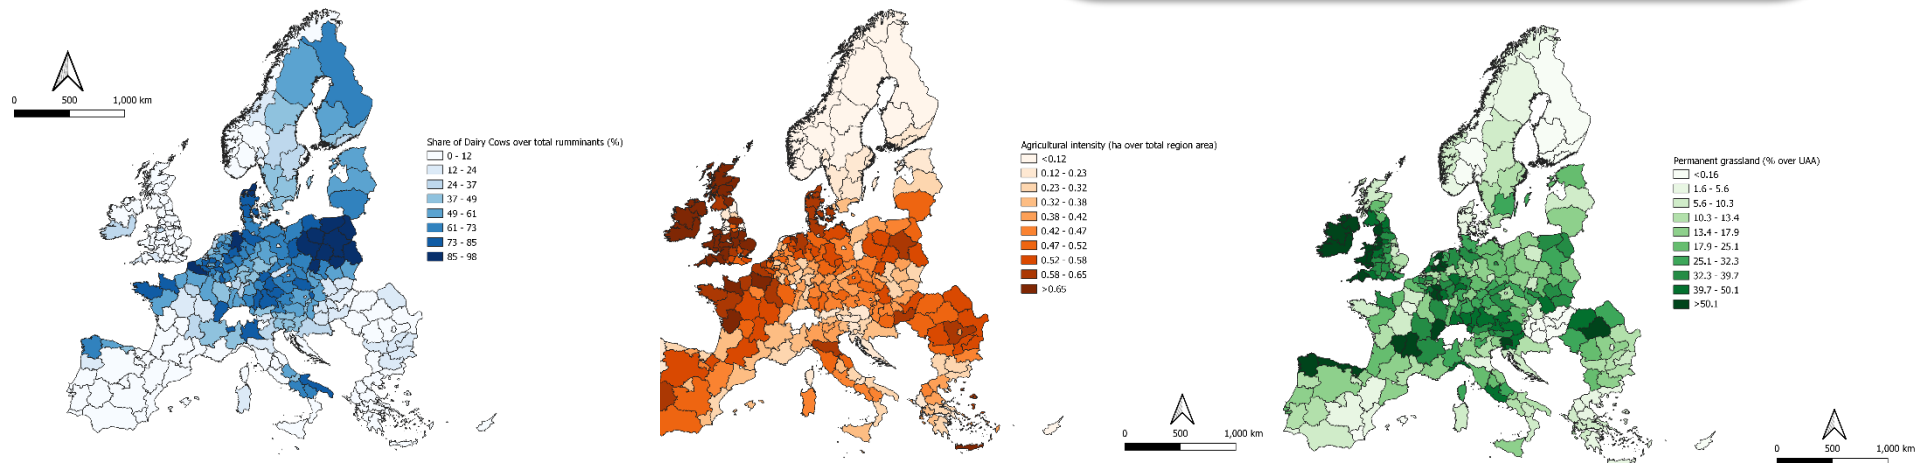 0 500 1,000 km
Share of Dairy Cows over total rumminants (%)
0 - 12
12 - 24
24 - 37
37 - 49
49 - 61
61 - 73
73 - 85
85 - 98
Agricultural intensity (ha over total region area)
<0.12
0.12 - 0.23
0.23 - 0.32
0.32 - 0.38
0.38 - 0.42
0.42 - 0.47
0.47 - 0.52
0.52 - 0.58
0.58 - 0.65
>0.65
0 500 1,000 km
Permanent grassland (% over UAA)
<0.16
1.6 - 5.6
5.6 - 10.3
10.3 - 13.4
13.4 - 17.9
17.9 - 25.1
25.1 - 32.3
32.3 - 39.7
39.7 - 50.1
>50.1
0 500 1,000 km